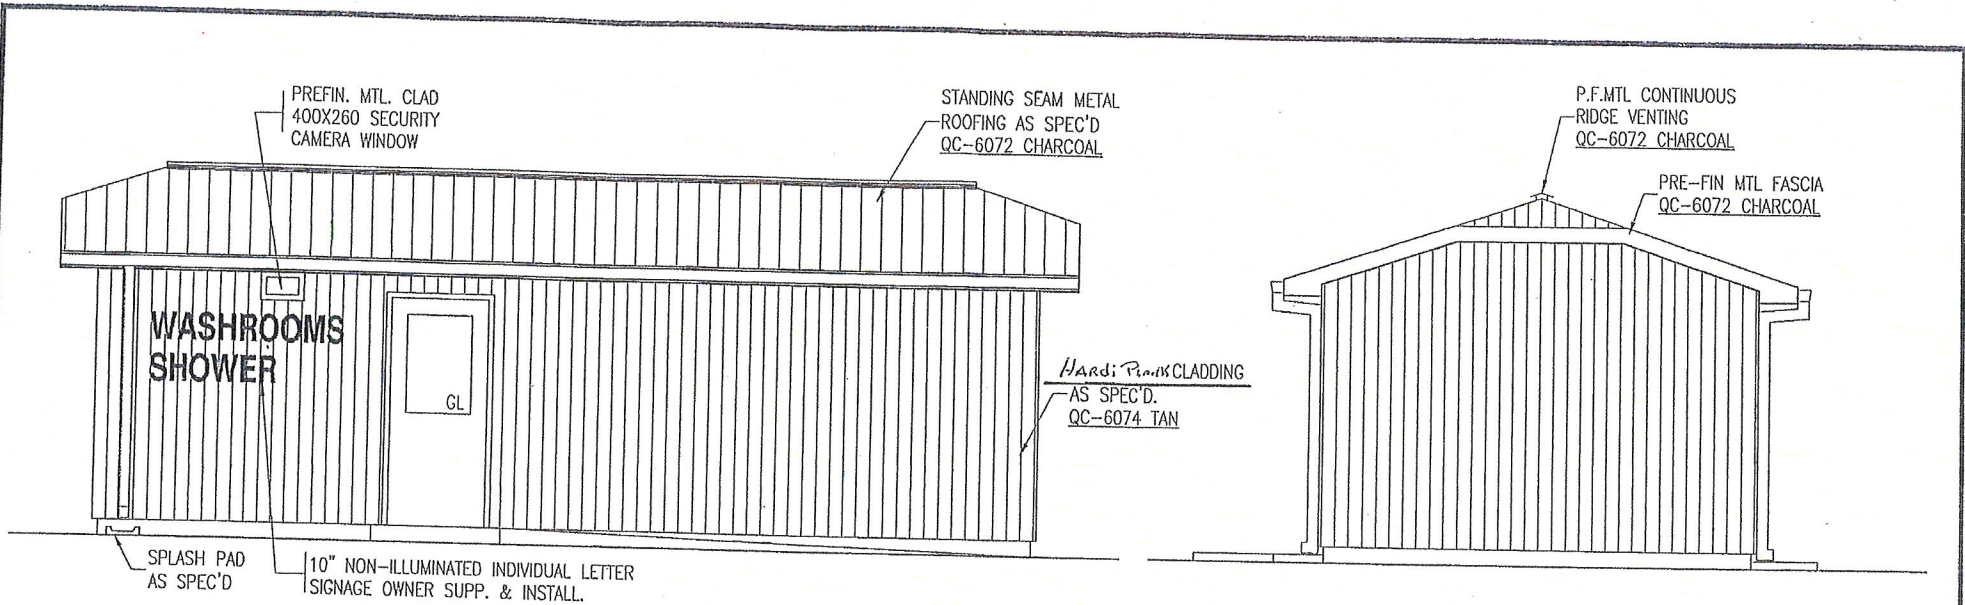 PREFIN. MTL. CLAD
400X260 SECURITY
CAMERA WINDOW
STANDING SEAM METAL
ROOFING AS SPEC'D
QC-6072 CHARCOAL
P.F.MTL CONTINUOUS
RIDGE VENTING
QC-6072 CHARCOAL
PRE-FIN MTL FASCIA
QC-6072 CHARCOAL
WASHROOMS
SHOWER
GL
HARdi Plank CLADDING
AS SPEC'D.
QC-6074 TAN
SPLASH PAD
AS SPEC'D
10" NON-ILLUMINATED INDIVIDUAL LETTER
SIGNAGE OWNER SUPP. & INSTALL.